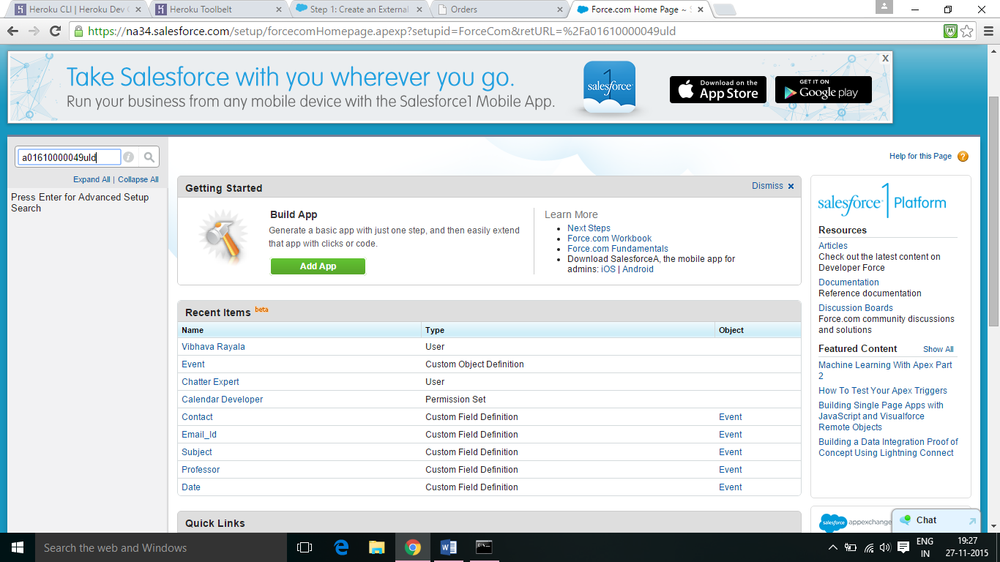 Heroku CLI | Heroku Dev C
Heroku Toolbelt
Step 1: Create an External
Orders
Force.com Home Page ~ S
https://na34.salesforce.com/setup/forcecomHomepage.apexp?setupid=ForceCom&retURL=%2Fa01610000049uld
Take Salesforce with you wherever you go.
Run your business from any mobile device with the Salesforce1 Mobile App.
1
salesforce
Download on the
App Store
GET IT ON
Google play
X
a01610000049uld
Expand All | Collapse All
Press Enter for Advanced Setup
Search
Help for this Page
Getting Started
Dismiss
Build App
Generate a basic app with just one step, and then easily extend
that app with clicks or code.
Add App
Learn More
• Next Steps
• Force.com Workbook
• Force.com Fundamentals
• Download SalesforceA, the mobile app for
admins: iOS | Android
Recent Items beta
Name Type Object
Vibhava Rayala User
Event Custom Object Definition
Chatter Expert User
Calendar Developer Permission Set
Contact Custom Field Definition Event
Email_Id Custom Field Definition Event
Subject Custom Field Definition Event
Professor Custom Field Definition Event
Date Custom Field Definition Event
Quick Links
salesforce1 Platform
Resources
Articles
Check out the latest content on
Developer Force
Documentation
Reference documentation
Discussion Boards
Force.com community discussions
and solutions
Featured Content Show All
Machine Learning With Apex Part
2
How To Test Your Apex Triggers
Building Single Page Apps with
JavaScript and Visualforce
Remote Objects
Building a Data Integration Proof of
Concept Using Lightning Connect
salesforce appexchange
Chat
Search the web and Windows
ENG
IN
19:27
27-11-2015